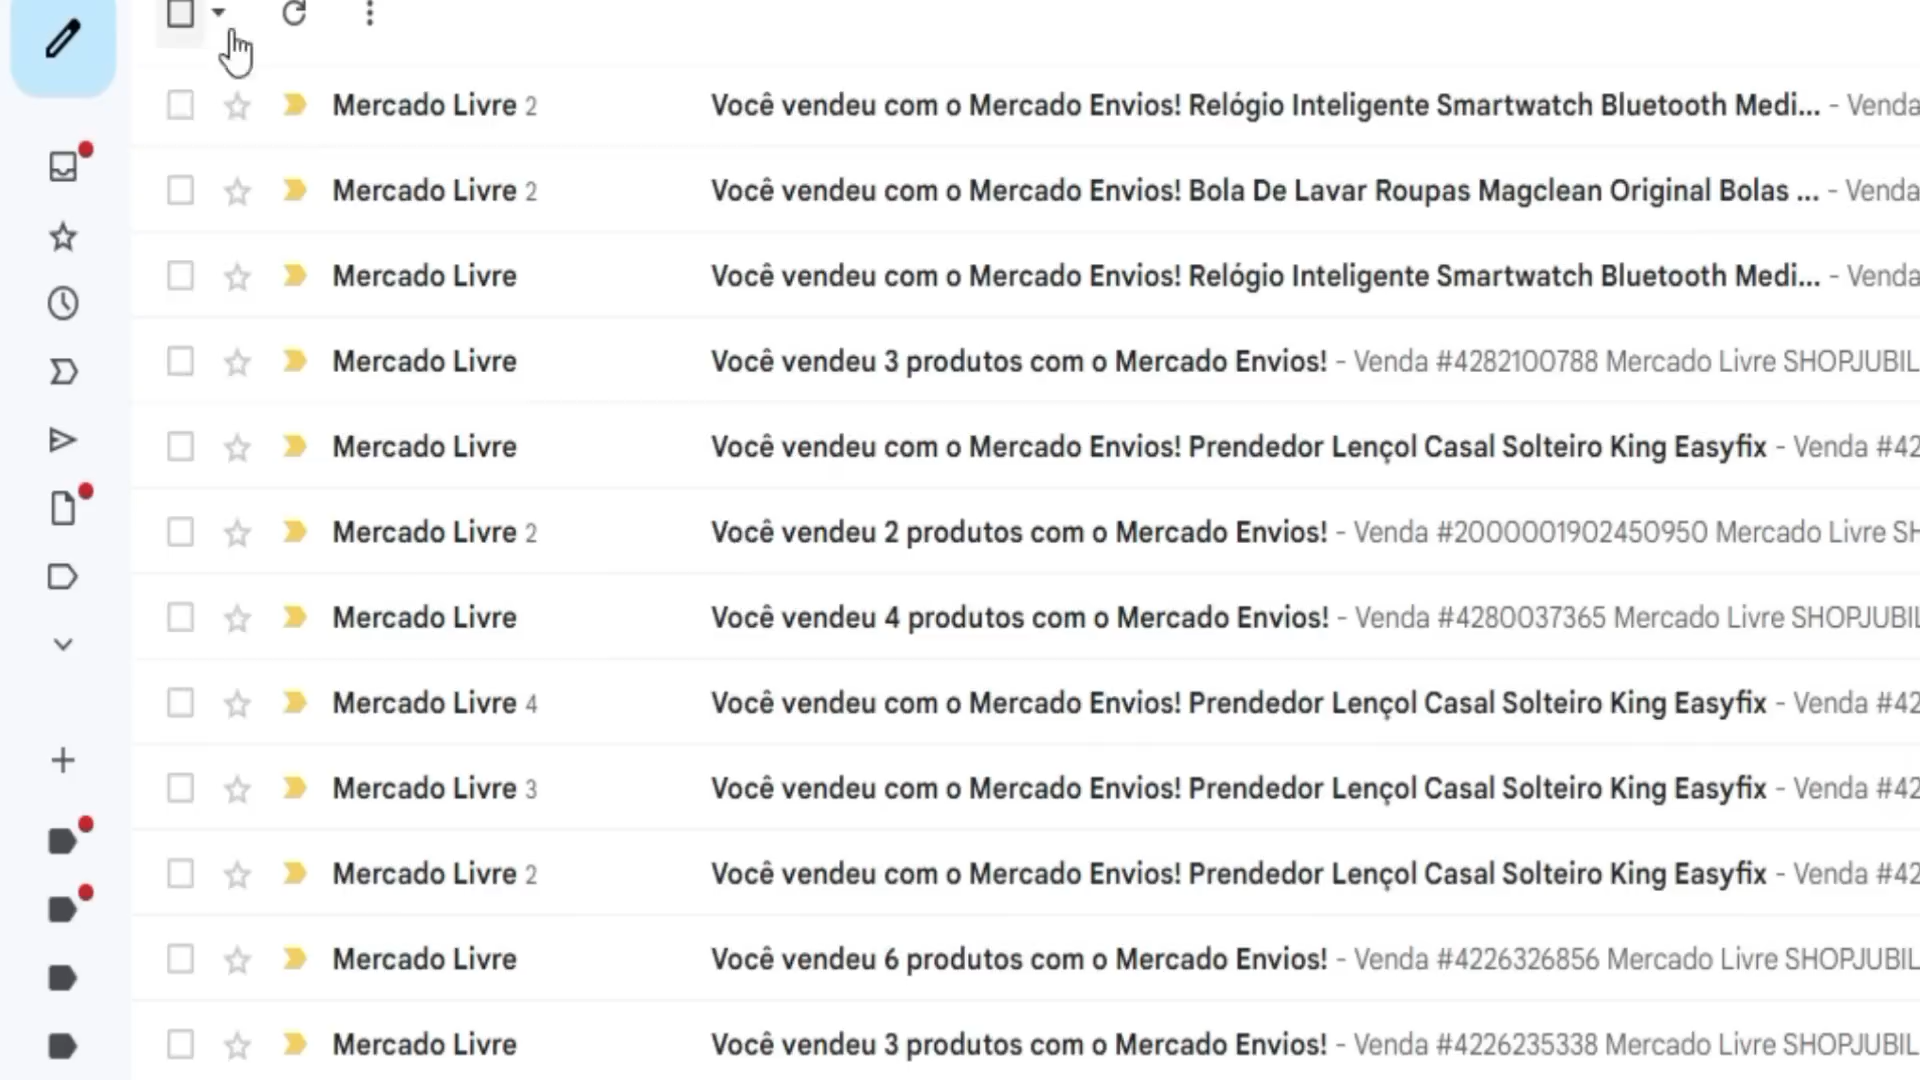 Mercado Livre 2 Você vendeu com o Mercado Envios! Relógio Inteligente Smartwatch Bluetooth Medi... - Venda
Mercado Livre 2 Você vendeu com o Mercado Envios! Bola De Lavar Roupas Magclean Original Bolas ... - Venda
Mercado Livre Você vendeu com o Mercado Envios! Relógio Inteligente Smartwatch Bluetooth Medi... - Venda
Mercado Livre Você vendeu 3 produtos com o Mercado Envios! - Venda #4282100788 Mercado Livre SHOPJUBIL
Mercado Livre Você vendeu com o Mercado Envios! Prendedor Lençol Casal Solteiro King Easyfix - Venda #42
Mercado Livre 2 Você vendeu 2 produtos com o Mercado Envios! - Venda #2000001902450950 Mercado Livre SH
Mercado Livre Você vendeu 4 produtos com o Mercado Envios! - Venda #4280037365 Mercado Livre SHOPJUBIL
Mercado Livre 4 Você vendeu com o Mercado Envios! Prendedor Lençol Casal Solteiro King Easyfix - Venda #42
Mercado Livre 3 Você vendeu com o Mercado Envios! Prendedor Lençol Casal Solteiro King Easyfix - Venda #42
Mercado Livre 2 Você vendeu com o Mercado Envios! Prendedor Lençol Casal Solteiro King Easyfix - Venda #42
Mercado Livre Você vendeu 6 produtos com o Mercado Envios! - Venda #4226326856 Mercado Livre SHOPJUBIL
Mercado Livre Você vendeu 3 produtos com o Mercado Envios! - Venda #4226235338 Mercado Livre SHOPJUBIL